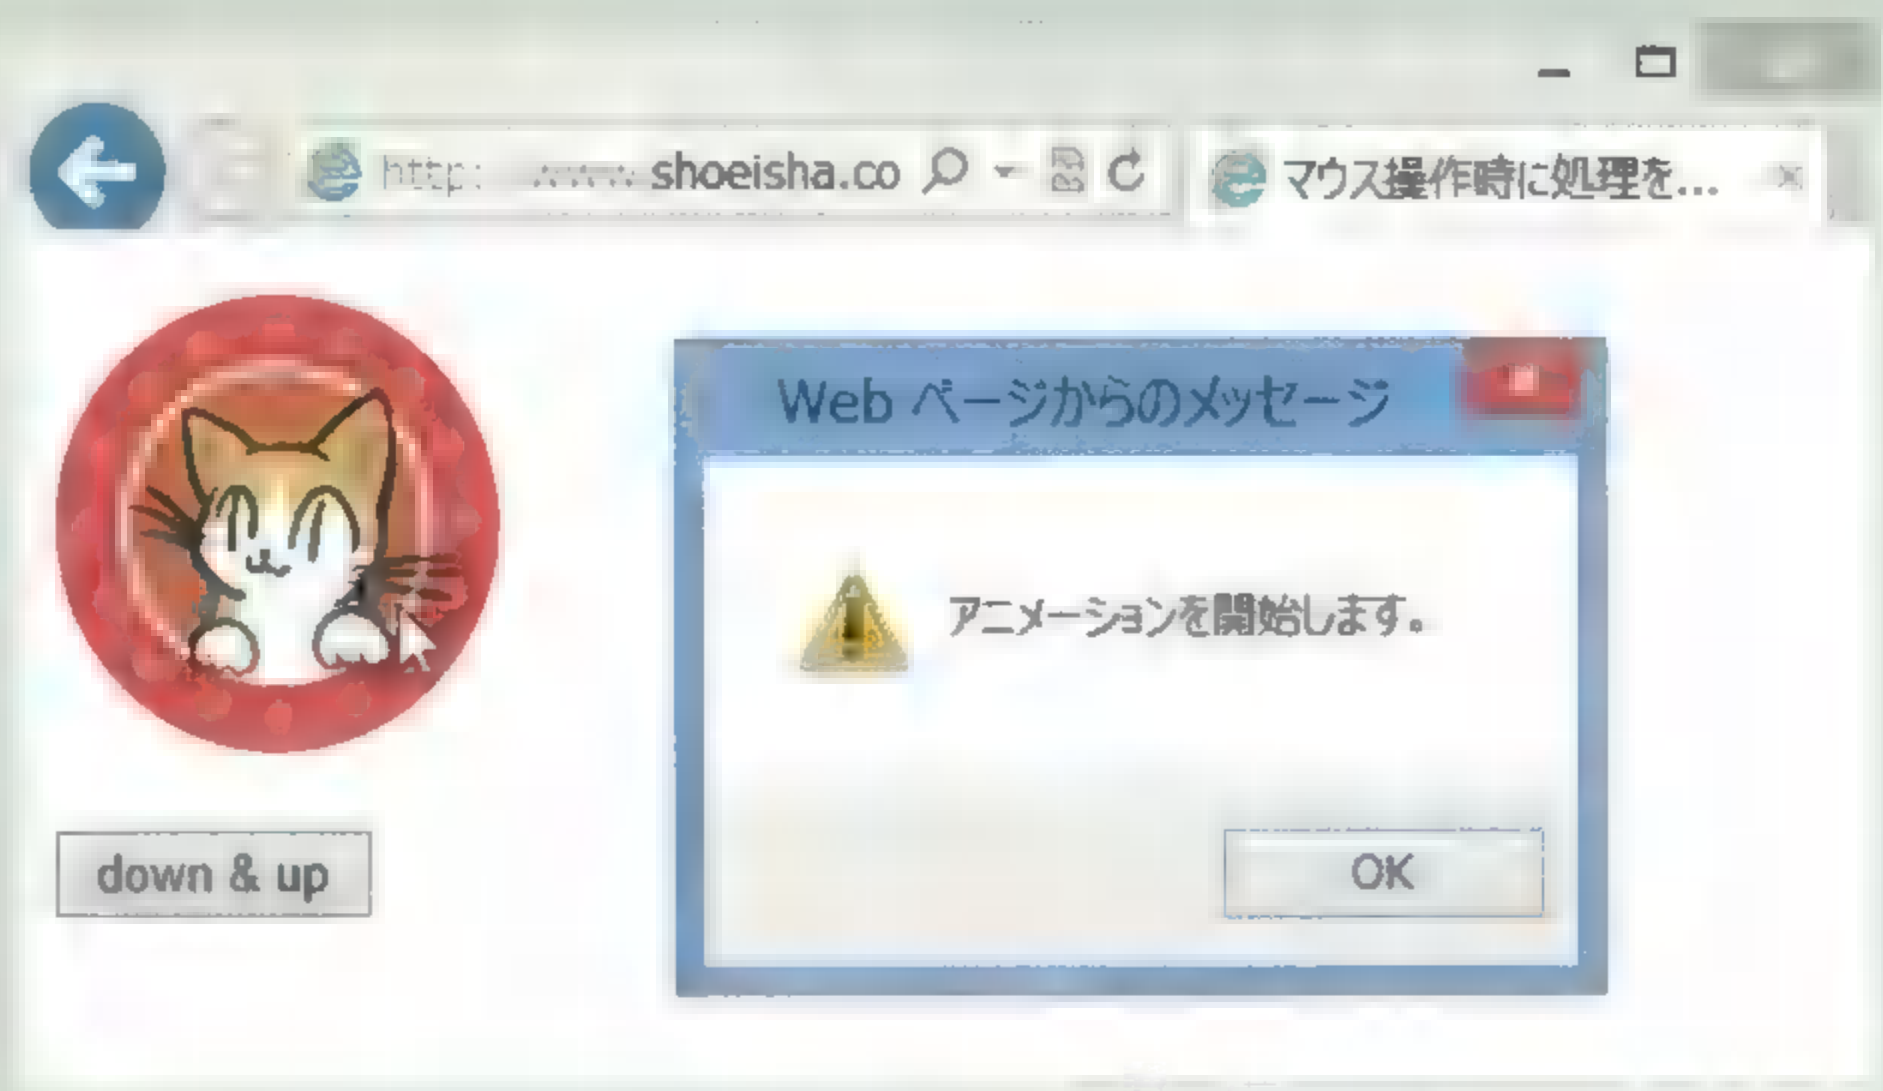 http: www. shoeisha.co
マウス操作時に処理を...
Web ページからのメッセージ
アニメーションを開始します。
down & up
OK